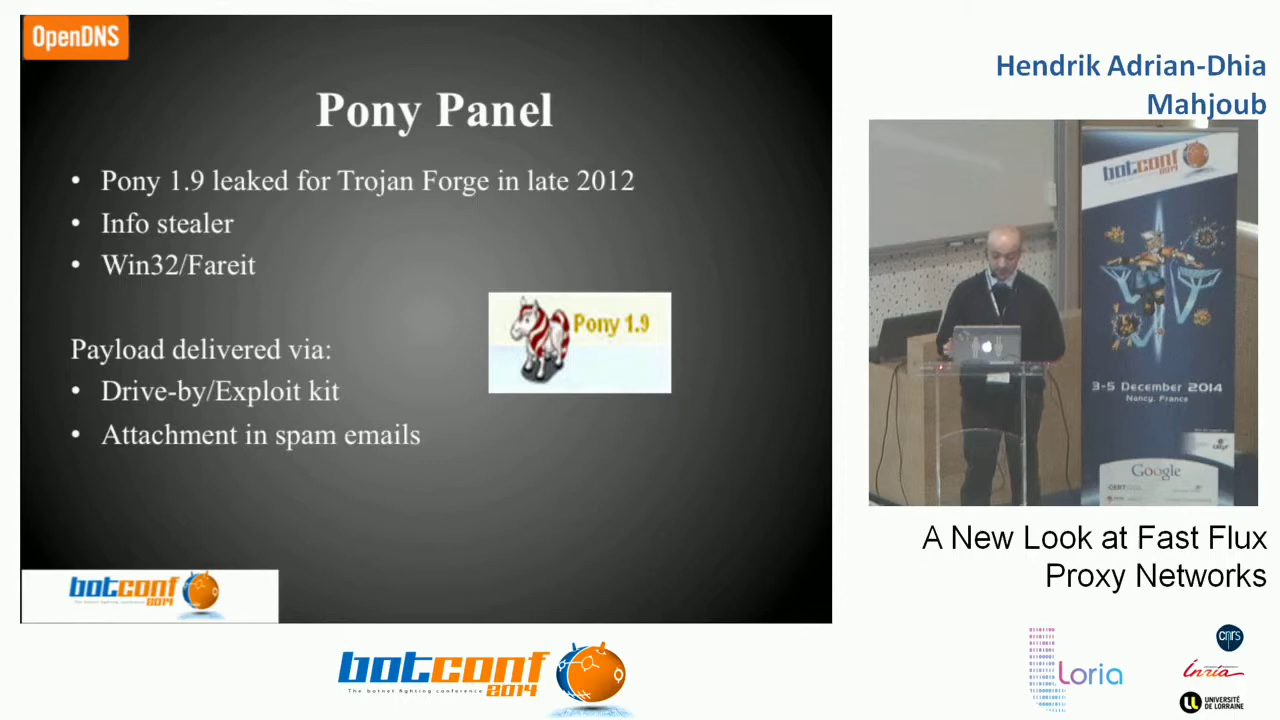 OpenDNS
Pony Panel
• Pony 1.9 leaked for Trojan Forge in late 2012
• Info stealer
• Win32/Fareit
Pony 1.9
Payload delivered via:
• Drive-by/Exploit kit
• Attachment in spam emails
botconf
2014
Hendrik Adrian-Dhia
Mahjoub
botconf
2014
3-5 December 2014
Nancy, France
Google
CERT
A New Look at Fast Flux
Proxy Networks
botconf
The botnet fighting conference 2014
Loria
cnrs
Inria
UNIVERSITÉ
DE LORRAINE